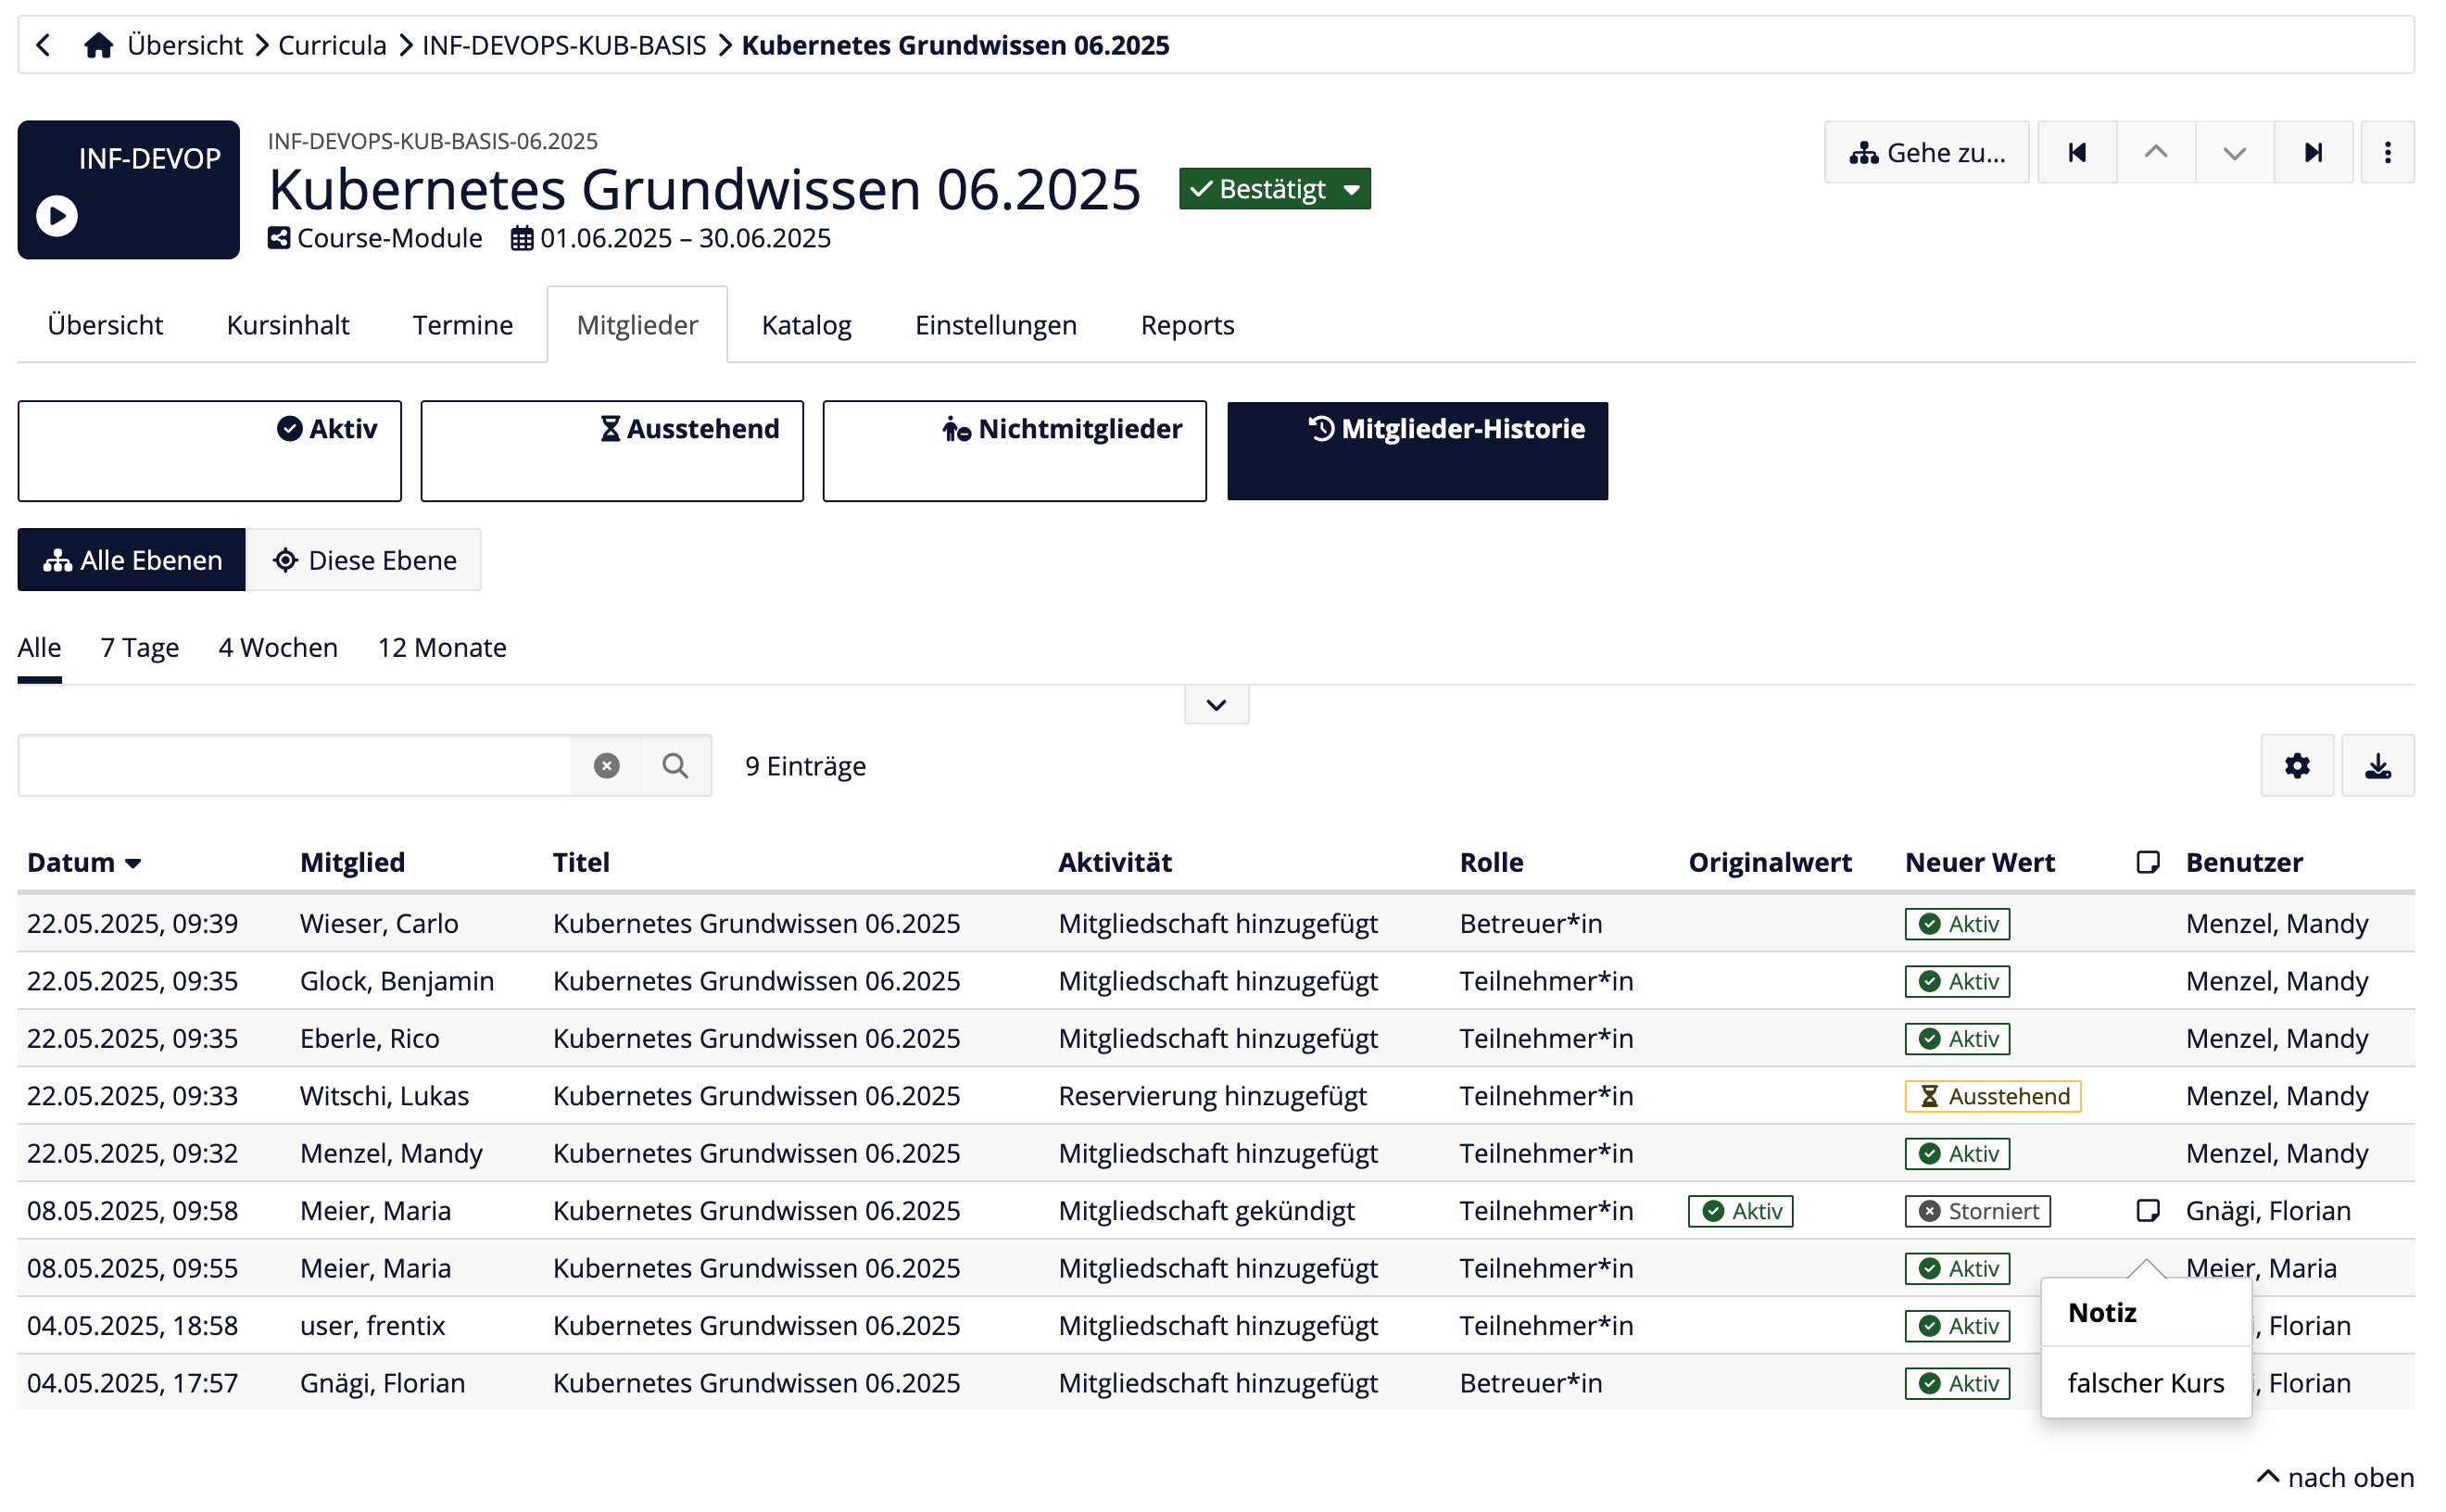 Übersicht Curricula INF-DEVOPS-KUB-BASIS Kubernetes Grundwissen 06.2025
INF-DEVOP
INF-DEVOPS-KUB-BASIS-06.2025
Kubernetes Grundwissen 06.2025 Bestätigt
Course-Module 01.06.2025 – 30.06.2025
Gehe zu...
Übersicht Kursinhalt Termine Mitglieder Katalog Einstellungen Reports
Aktiv Ausstehend Nichtmitglieder Mitglieder-Historie
Alle Ebenen Diese Ebene
Alle 7 Tage 4 Wochen 12 Monate
9 Einträge
Datum Mitglied Titel Aktivität Rolle Originalwert Neuer Wert Benutzer
22.05.2025, 09:39 Wieser, Carlo Kubernetes Grundwissen 06.2025 Mitgliedschaft hinzugefügt Betreuer*in Aktiv Menzel, Mandy
22.05.2025, 09:35 Glock, Benjamin Kubernetes Grundwissen 06.2025 Mitgliedschaft hinzugefügt Teilnehmer*in Aktiv Menzel, Mandy
22.05.2025, 09:35 Eberle, Rico Kubernetes Grundwissen 06.2025 Mitgliedschaft hinzugefügt Teilnehmer*in Aktiv Menzel, Mandy
22.05.2025, 09:33 Witschi, Lukas Kubernetes Grundwissen 06.2025 Reservierung hinzugefügt Teilnehmer*in Ausstehend Menzel, Mandy
22.05.2025, 09:32 Menzel, Mandy Kubernetes Grundwissen 06.2025 Mitgliedschaft hinzugefügt Teilnehmer*in Aktiv Menzel, Mandy
08.05.2025, 09:58 Meier, Maria Kubernetes Grundwissen 06.2025 Mitgliedschaft gekündigt Teilnehmer*in Aktiv Storniert Gnägi, Florian
08.05.2025, 09:55 Meier, Maria Kubernetes Grundwissen 06.2025 Mitgliedschaft hinzugefügt Teilnehmer*in Aktiv Meier, Maria
04.05.2025, 18:58 user, frentix Kubernetes Grundwissen 06.2025 Mitgliedschaft hinzugefügt Teilnehmer*in Aktiv Florian
04.05.2025, 17:57 Gnägi, Florian Kubernetes Grundwissen 06.2025 Mitgliedschaft hinzugefügt Betreuer*in Aktiv Florian
Notiz
falscher Kurs
nach oben